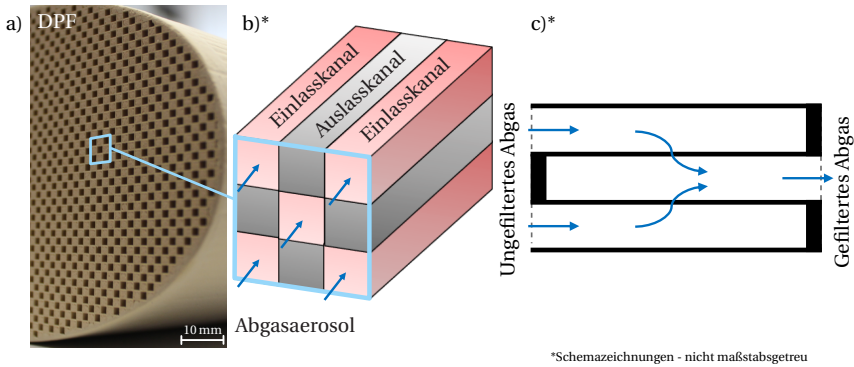 a)
DPF
10 mm
b)*
Einlasskanal
Auslasskanal
Einlasskanal
Abgasaerosol
c)*
Ungefiltertes Abgas
Gefiltertes Abgas
*Schemazeichnungen - nicht maßstabsgetreu